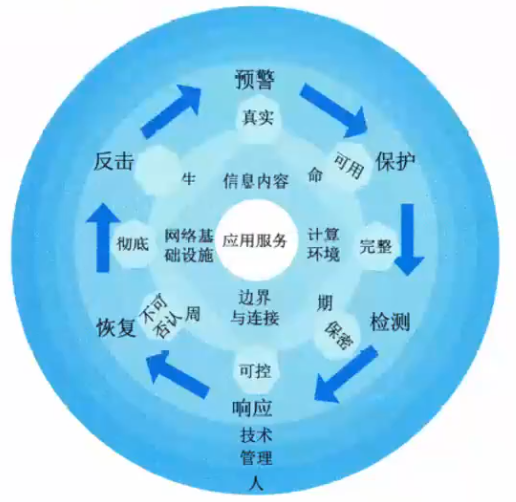 预警
真实
反击
生
信息内容
命
可用
保护
彻底
网络基
础设施
应用服务
计算
环境
完整
恢复
不可
否认
周
边界
与连接
期
保密
检测
可控
响应
技术
管理
人